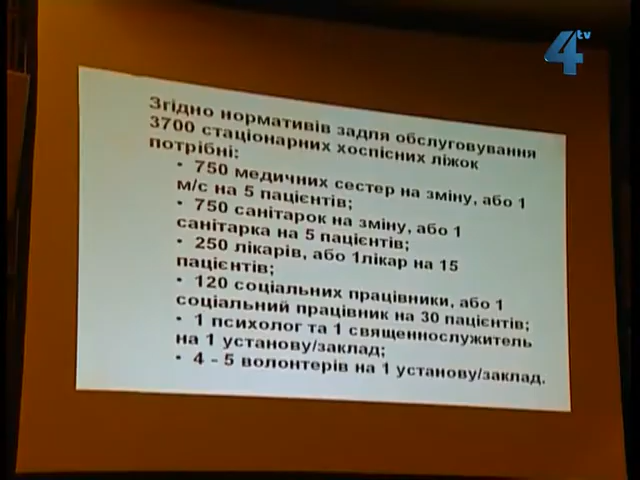 4tv
Згідно нормативів задля обслуговування
3700 стаціонарних хоспісних ліжок
потрібні:
• 750 медичних сестер на зміну, або 1
м/с на 5 пацієнтів;
• 750 санітарок на зміну, або 1
санітарка на 5 пацієнтів;
• 250 лікарів, або 1лікар на 15
пацієнтів;
• 120 соціальних працівники, або 1
соціальний працівник на 30 пацієнтів;
• 1 психолог та 1 священнослужитель
на 1 установу/заклад;
• 4 - 5 волонтерів на 1 установу/заклад.